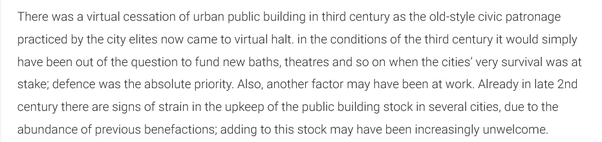 There was a virtual cessation of urban public building in third century as the old-style civic patronage
practiced by the city elites now came to virtual halt. in the conditions of the third century it would simply
have been out of the question to fund new baths, theatres and so on when the cities' very survival was at
stake; defence was the absolute priority. Also, another factor may have been at work. Already in late 2nd
century there are signs of strain in the upkeep of the public building stock in several cities, due to the
abundance of previous benefactions; adding to this stock may have been increasingly unwelcome.